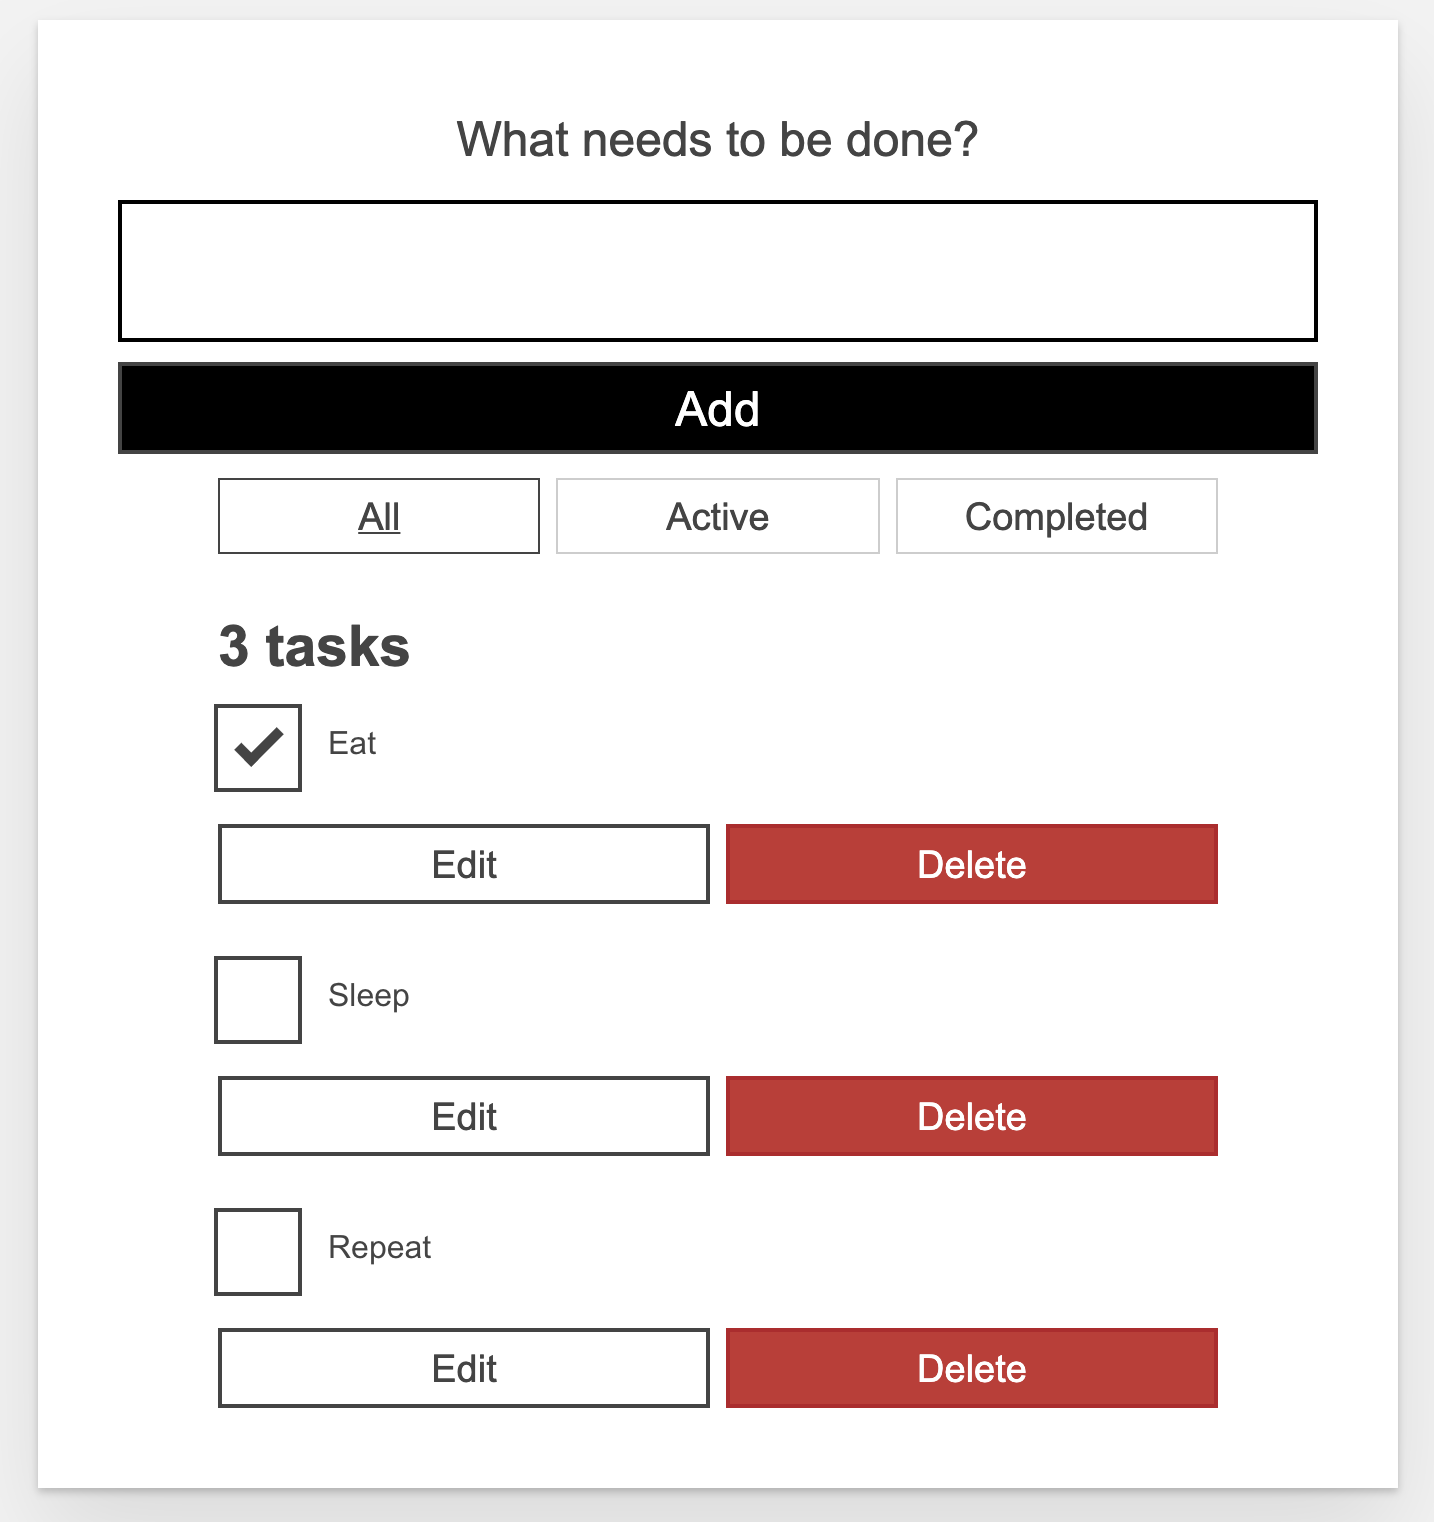 What needs to be done?
Add
All Active Completed
3 tasks
Eat
Edit Delete
Sleep
Edit Delete
Repeat
Edit Delete